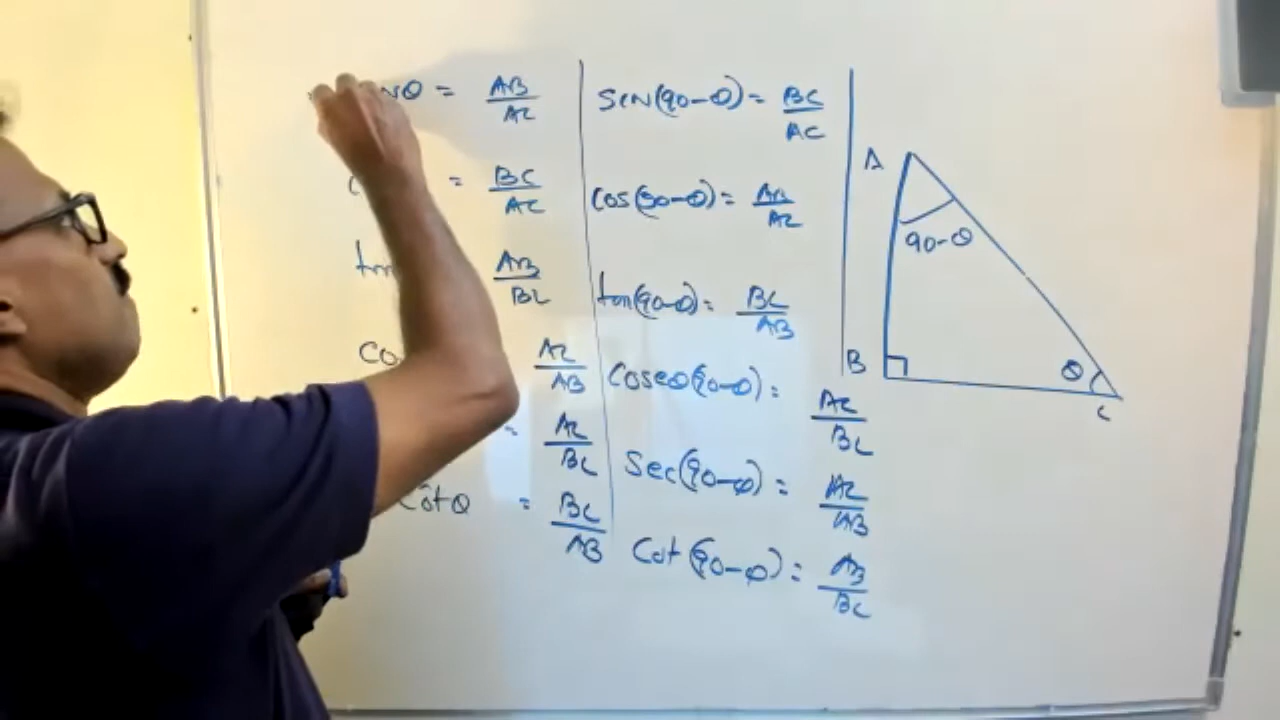 NΘ = AB/AC
= BC/AC
AB/BC
CO AC/AB
= AC/BC
CotΘ = BC/AB
SIN(90-Θ) = BC/AC
Cos(90-Θ) = AB/AC
tan(90-Θ) = BC/AB
Cosec(90-Θ) = AC/BC
Sec(90-Θ) = AC/AB
Cot(90-Θ) = AB/BC
A
90-Θ
B
Θ
C